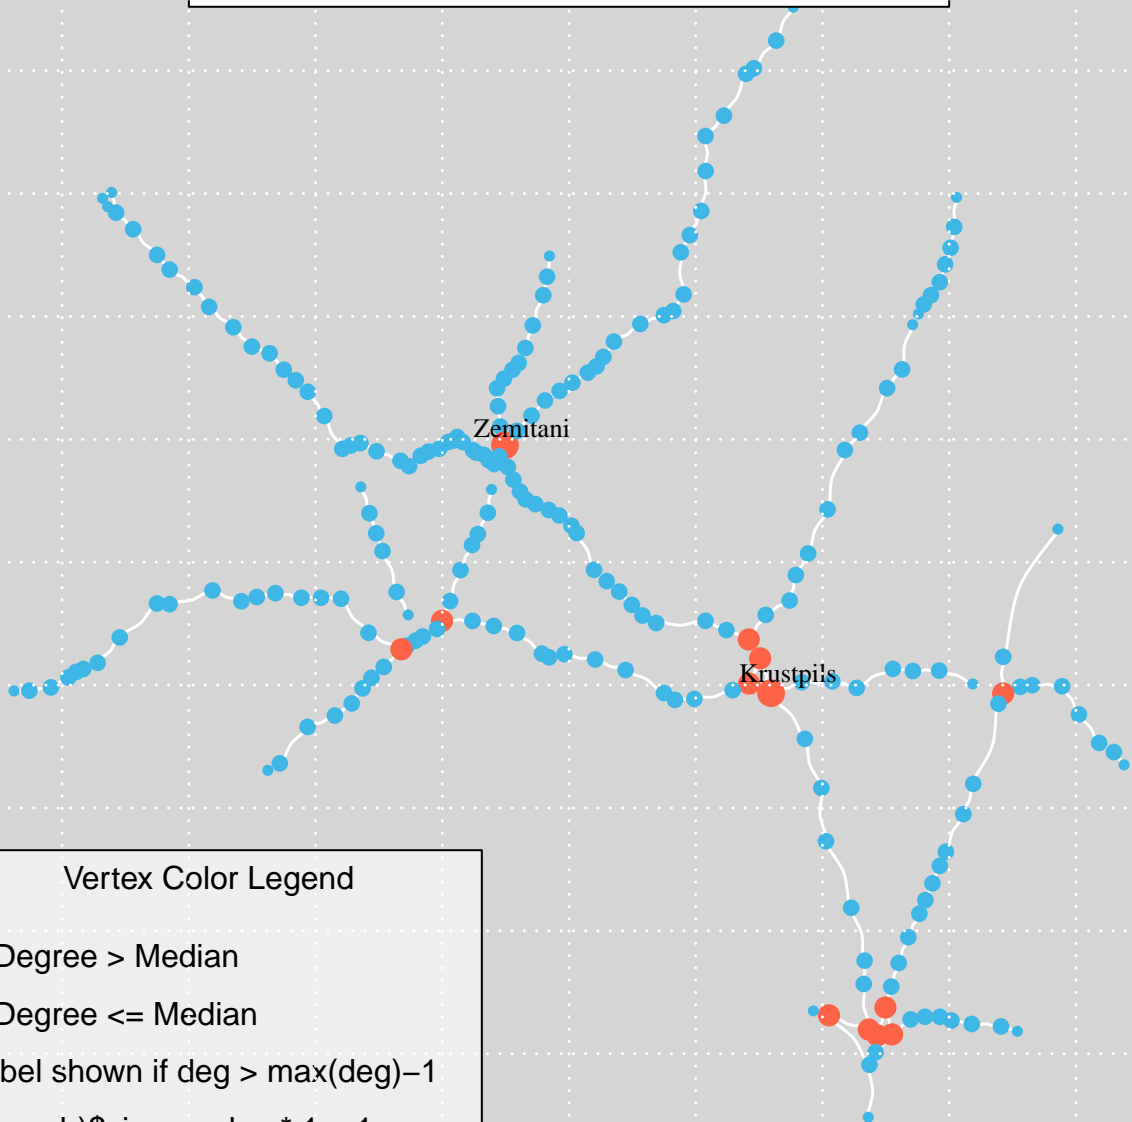 Zemitani
Krustpils
Vertex Color Legend
Degree > Median
Degree <= Median
bel shown if deg > max(deg)−1